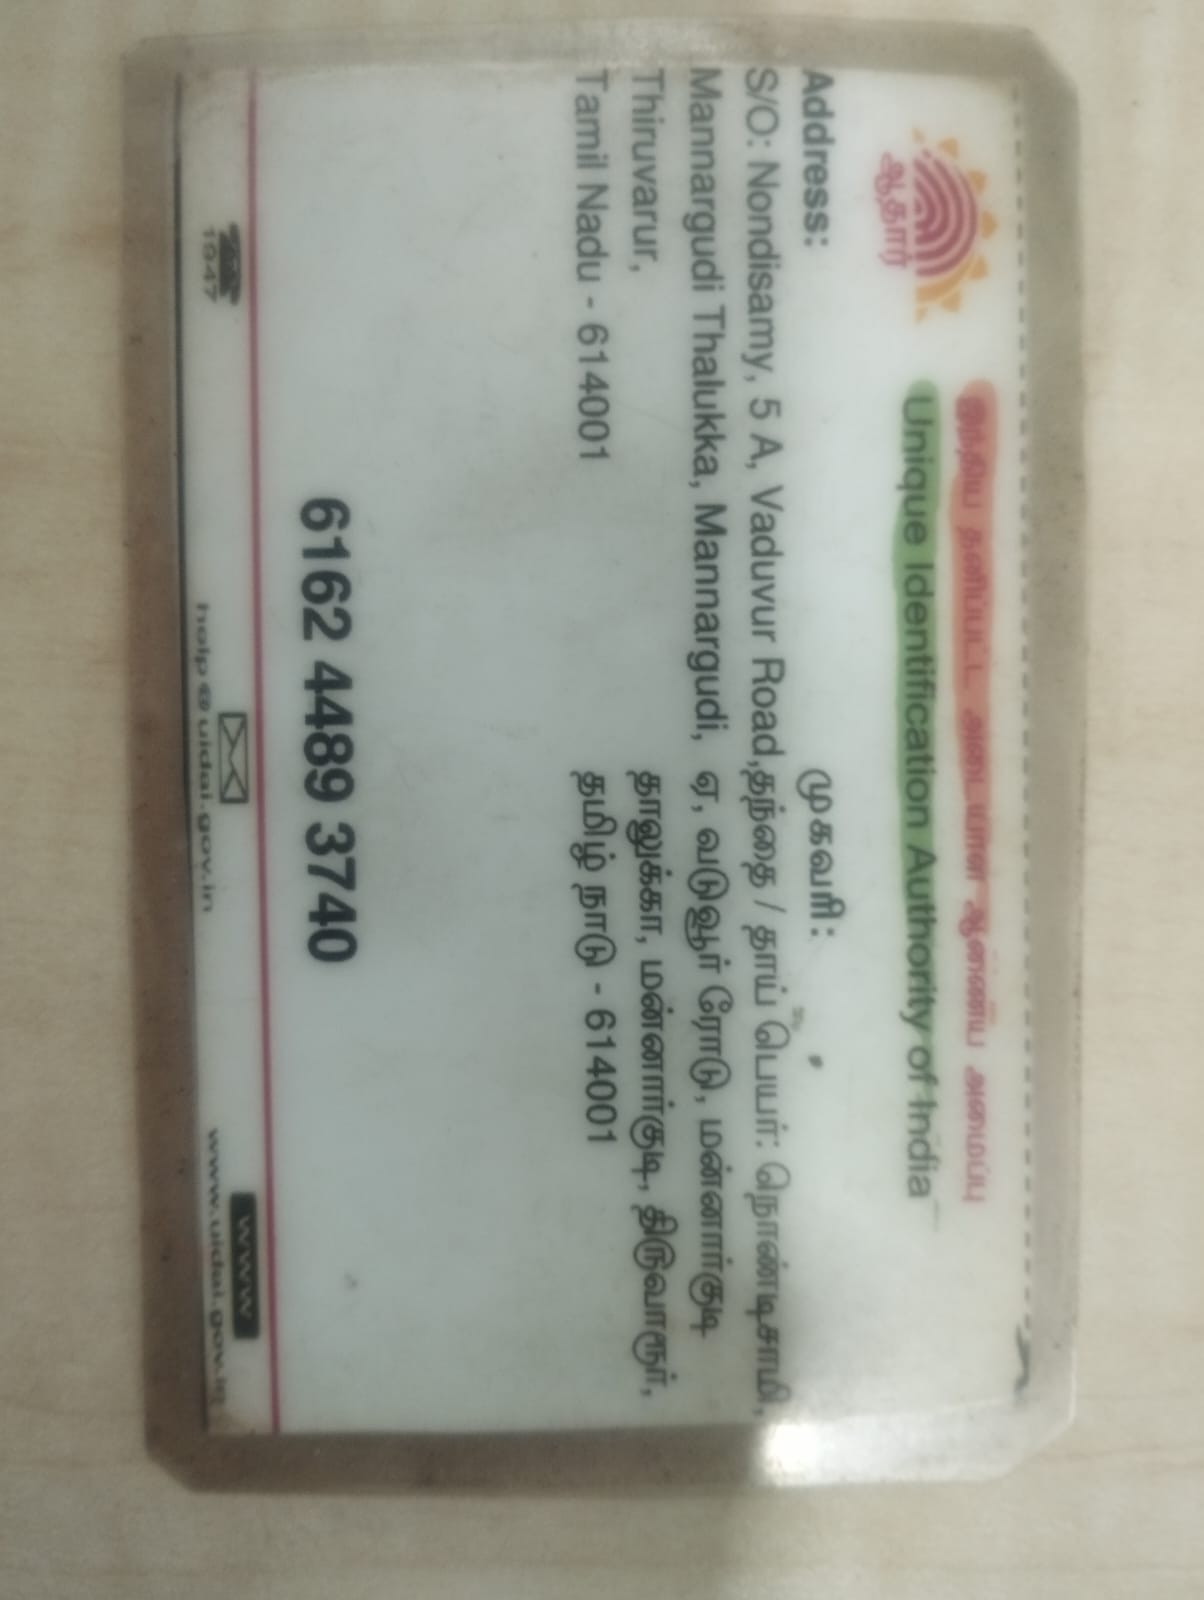 இந்திய தனிப்பட்ட அடையாள ஆணைய அமைப்பு
Unique Identification Authority of India
ஆதார்
Address:
S/O: Nondisamy, 5 A, Vaduvur Road,
Mannargudi Thalukka, Mannargudi,
Thiruvarur,
Tamil Nadu - 614001
முகவரி:
தந்தை / தாய் பெயர்: நொண்டிசாமி,
ஏ, வடுவூர் ரோடு, மன்னார்குடி
தாலுக்கா, மன்னார்குடி, திருவாரூர்,
தமிழ் நாடு - 614001
6162 4489 3740
1947
help@uidai.gov.in
WWW
www.uidai.gov.in